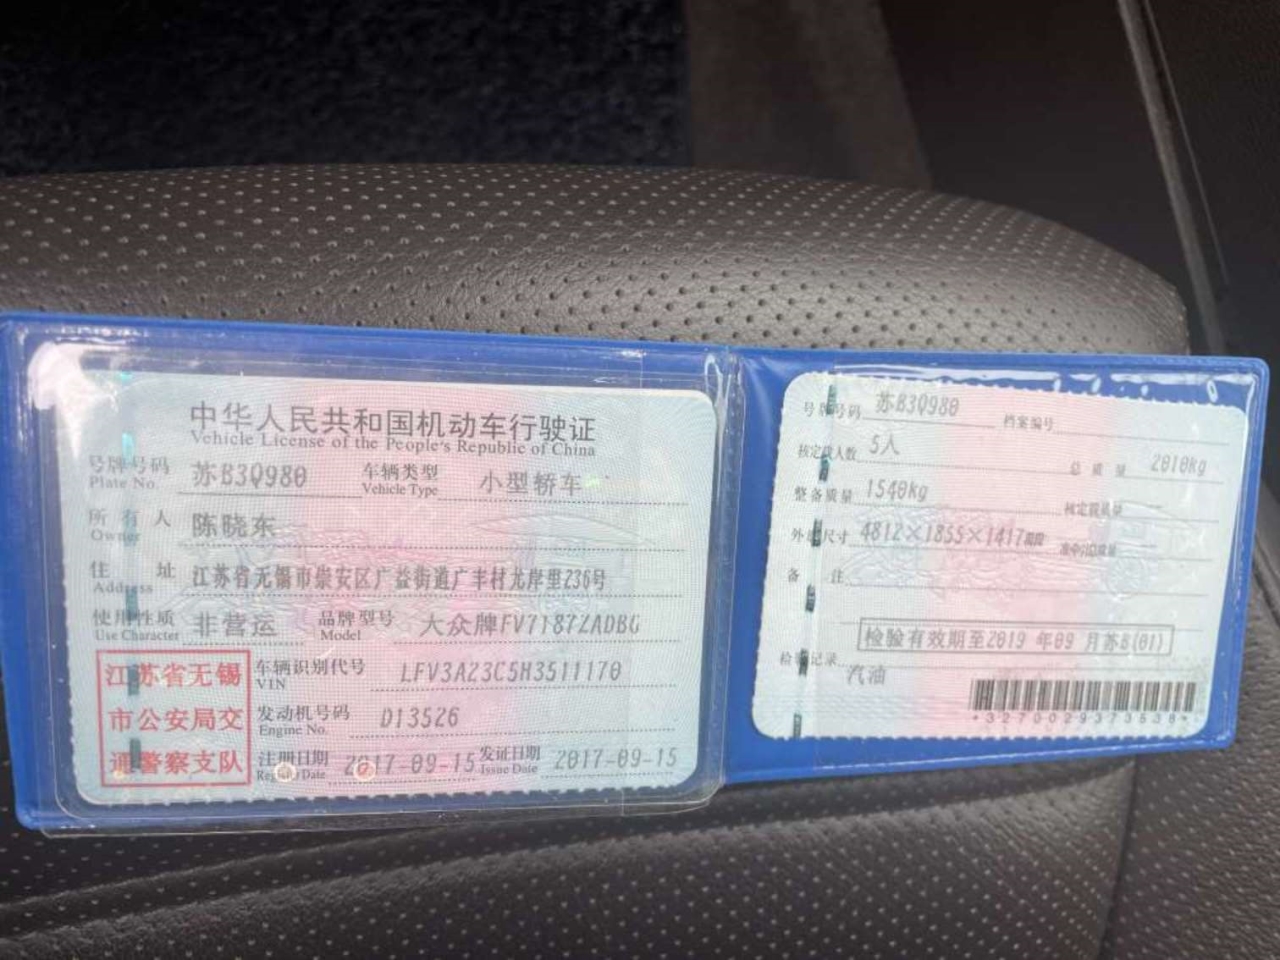 中华人民共和国机动车行驶证
Vehicle License of the People's Republic of China
号牌号码 苏B3Q980 车辆类型 小型轿车
Plate No. Vehicle Type
所有人 陈晓东
Owner
住址 江苏省无锡市崇安区广益街道广丰村龙岸里236号
Address
使用性质 非营运 品牌型号 大众牌FV7187ZADBG
Use Character Model
江苏省无锡
市公安局交
通警察支队
车辆识别代号 LFV3A23C5H3511170
VIN
发动机号码 D13526
Engine No.
注册日期 2017-09-15 发证日期 2017-09-15
Register Date Issue Date
号牌号码 苏B3Q980 档案编号
核定载人数 5人 总质量 2010kg
整备质量 1540kg 核定载质量
外廓尺寸 4812×1855×1417mm 准牵引总质量
备注
检验有效期至2019年09月苏B(01)
检验记录
汽油
*3270029373538*